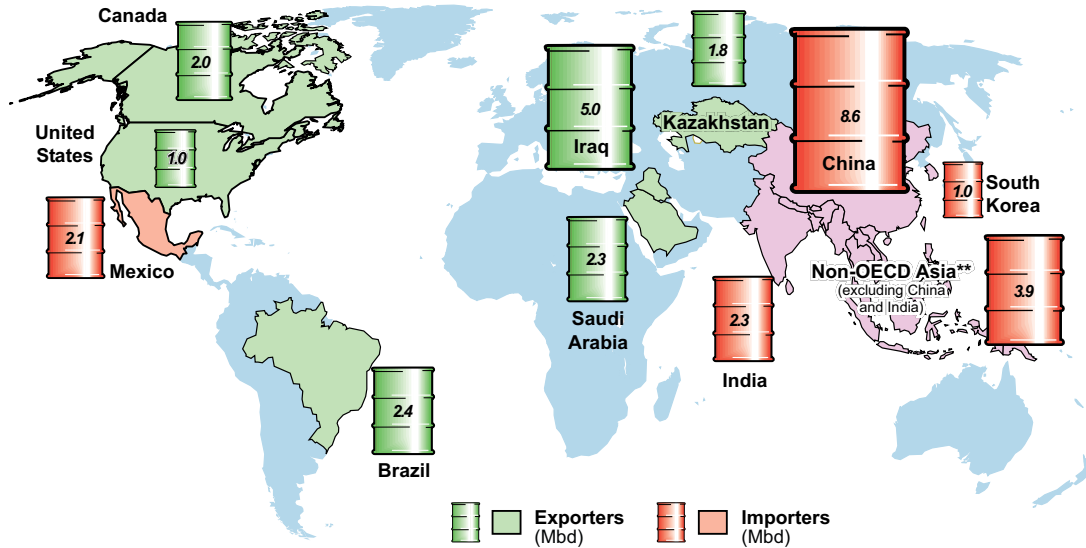 Canada
2.0
United
States
1.0
2.1
Mexico
2.4
Brazil
5.0
Iraq
1.8
Kazakhstan
8.6
China
1.0
South
Korea
2.3
Saudi
Arabia
2.3
India
Non-OECD Asia**
(excluding China
and India)
3.9
Exporters
(Mbd)
Importers
(Mbd)